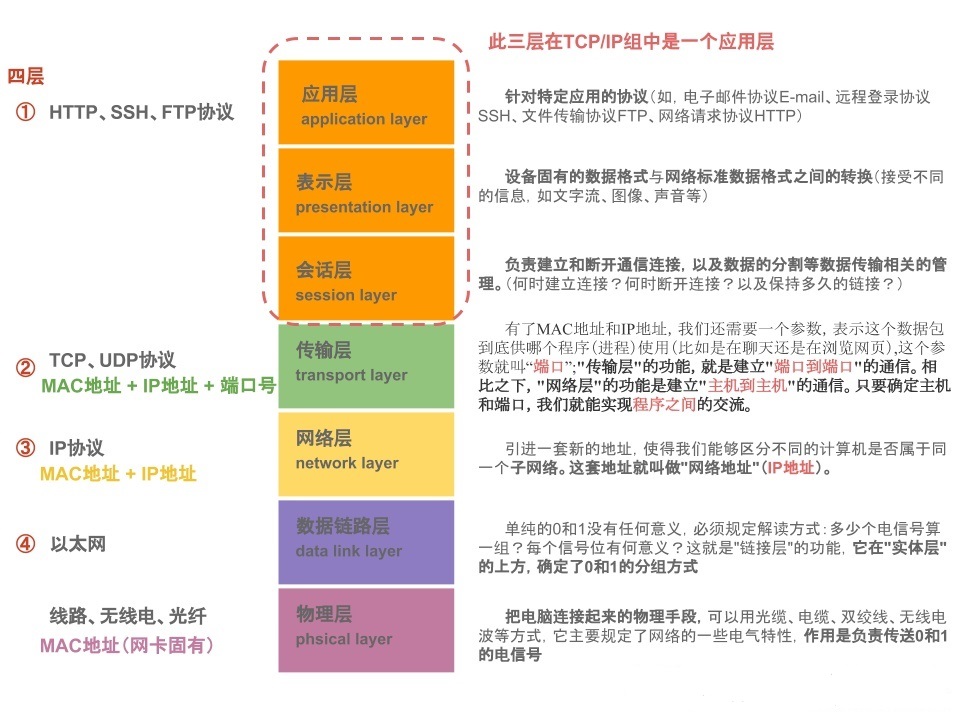 此三层在TCP/IP组中是一个应用层
四层
① HTTP、SSH、FTP协议
应用层
application layer
针对特定应用的协议（如，电子邮件协议E-mail、远程登录协议
SSH、文件传输协议FTP、网络请求协议HTTP）
表示层
presentation layer
设备固有的数据格式与网络标准数据格式之间的转换（接受不同
的信息，如文字流、图像、声音等）
会话层
session layer
负责建立和断开通信连接，以及数据的分割等数据传输相关的管
理。（何时建立连接？何时断开连接？以及保持多久的链接？）
② TCP、UDP协议
MAC地址 + IP地址 + 端口号
传输层
transport layer
有了MAC地址和IP地址，我们还需要一个参数，表示这个数据包
到底供哪个程序（进程）使用（比如是在聊天还是在浏览网页），这个参
数就叫“端口”；"传输层"的功能，就是建立"端口到端口"的通信。相
比之下，"网络层"的功能是建立"主机到主机"的通信。只要确定主机
和端口，我们就能实现程序之间的交流。
③ IP协议
MAC地址 + IP地址
网络层
network layer
引进一套新的地址，使得我们能够区分不同的计算机是否属于同
一个子网络。这套地址就叫做"网络地址"（IP地址）。
④ 以太网
数据链路层
data link layer
单纯的0和1没有任何意义，必须规定解读方式：多少个电信号算
一组？每个信号位有何意义？这就是"链接层"的功能，它在"实体层"
的上方，确定了0和1的分组方式
线路、无线电、光纤
MAC地址（网卡固有）
物理层
phsical layer
把电脑连接起来的物理手段，可以用光缆、电缆、双绞线、无线电
波等方式，它主要规定了网络的一些电气特性，作用是负责传送0和1
的电信号